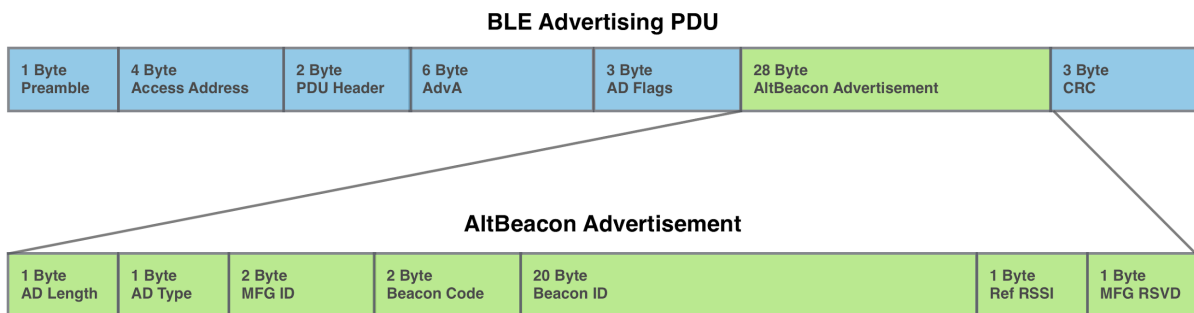 BLE Advertising PDU
1 Byte
Preamble
4 Byte
Access Address
2 Byte
PDU Header
6 Byte
AdvA
3 Byte
AD Flags
28 Byte
AltBeacon Advertisement
3 Byte
CRC
AltBeacon Advertisement
1 Byte
AD Length
1 Byte
AD Type
2 Byte
MFG ID
2 Byte
Beacon Code
20 Byte
Beacon ID
1 Byte
Ref RSSI
1 Byte
MFG RSVD